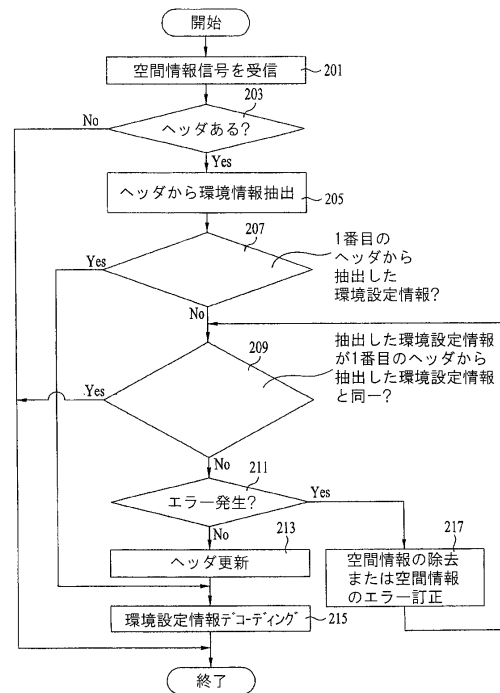 開始
空間情報信号を受信
201
203
ヘッダある?
No
Yes
ヘッダから環境情報抽出
205
207
1番目の
ヘッダから
抽出した
環境設定情報?
Yes
No
209
抽出した環境設定情報
が1番目のヘッダから
抽出した環境設定情報
と同一?
Yes
No
211
エラー発生?
Yes
No
213
ヘッダ更新
217
空間情報の除去
または空間情報
のエラー訂正
環境設定情報デコーディング
215
終了